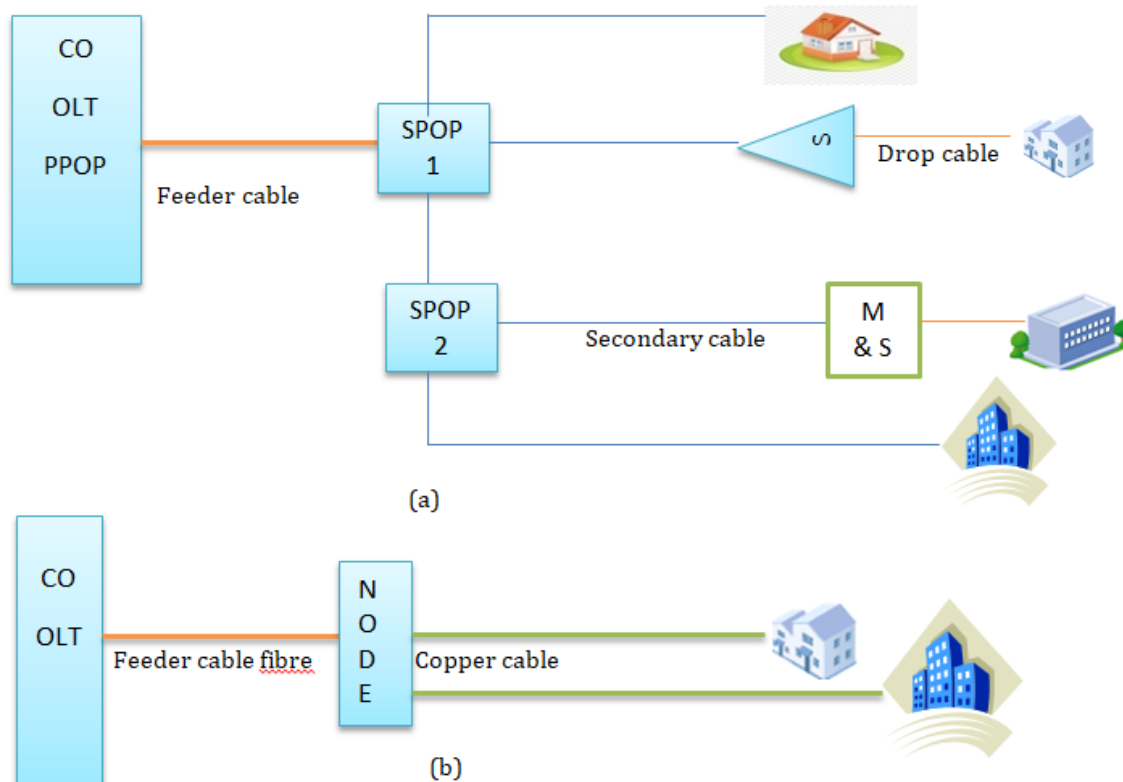 CO
OLT
PPOP
Feeder cable
SPOP
1
S
Drop cable
SPOP
2
Secondary cable
M
& S
(a)
CO
OLT
Feeder cable fibre
N
O
D
E
Copper cable
(b)